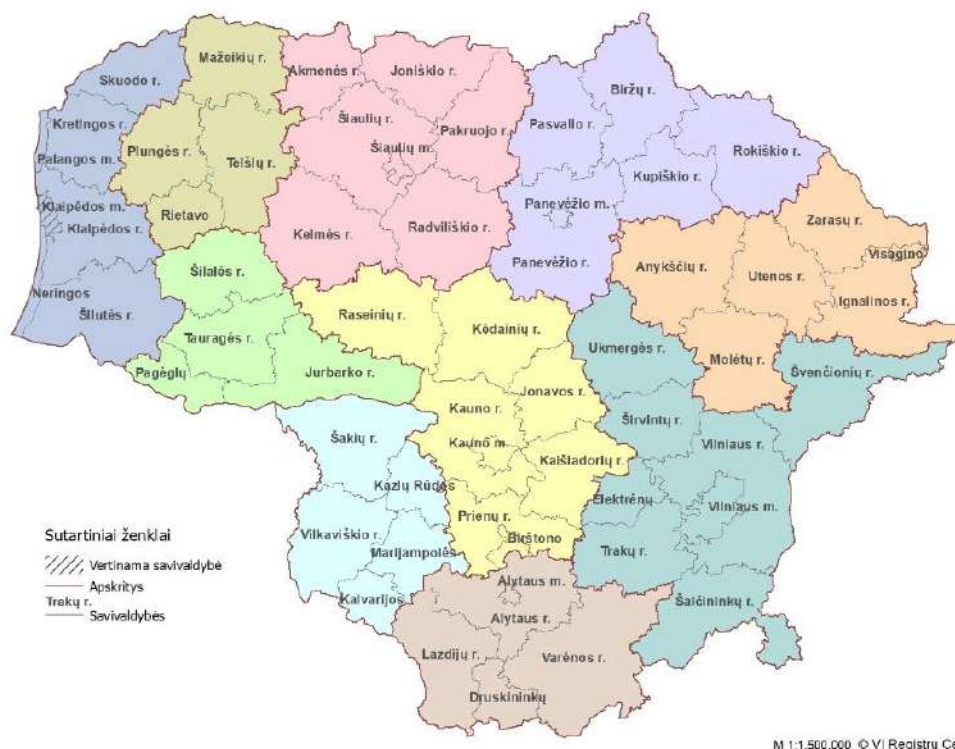 Mažeikių r.
Skuodo r.
Akmenės r.
Joniškio r.
Biržų r.
Kretingos r.
Šiaulių r.
Pakruojo r.
Pasvalio r.
Plungės r.
Telšių r.
Šiaulių m.
Rokiškio r.
Palangos m.
Kupiškio r.
Klaipėdos m.
Rietavo
Panevėžio m.
Zarasų r.
Klaipėdos r.
Kelmės r.
Radviliškio r.
Visagino
Šilalės r.
Panevėžio r.
Anykščių r.
Utenos r.
Neringos
Ignalinos r.
Šilutės r.
Raseinių r.
Kėdainių r.
Tauragės r.
Ukmergės r.
Molėtų r.
Pagėgių
Jurbarko r.
Švenčionių r.
Jonavos r.
Kauno r.
Širvintų r.
Šakių r.
Kauno m.
Vilniaus r.
Kaišiadorių r.
Kazlų Rūdos
Elektrėnų
Vilniaus m.
Prienų r.
Vilkaviškio r.
Birštono
Marijampolės
Trakų r.
Alytaus m.
Kalvarijos
Šalčininkų r.
Alytaus r.
Lazdijų r.
Varėnos r.
Druskininkų
Sutartiniai ženklai
Vertinama savivaldybė
Apskritys
Trakų r.
Savivaldybės
M 1:1.500.000 © VĮ Registrų Ce